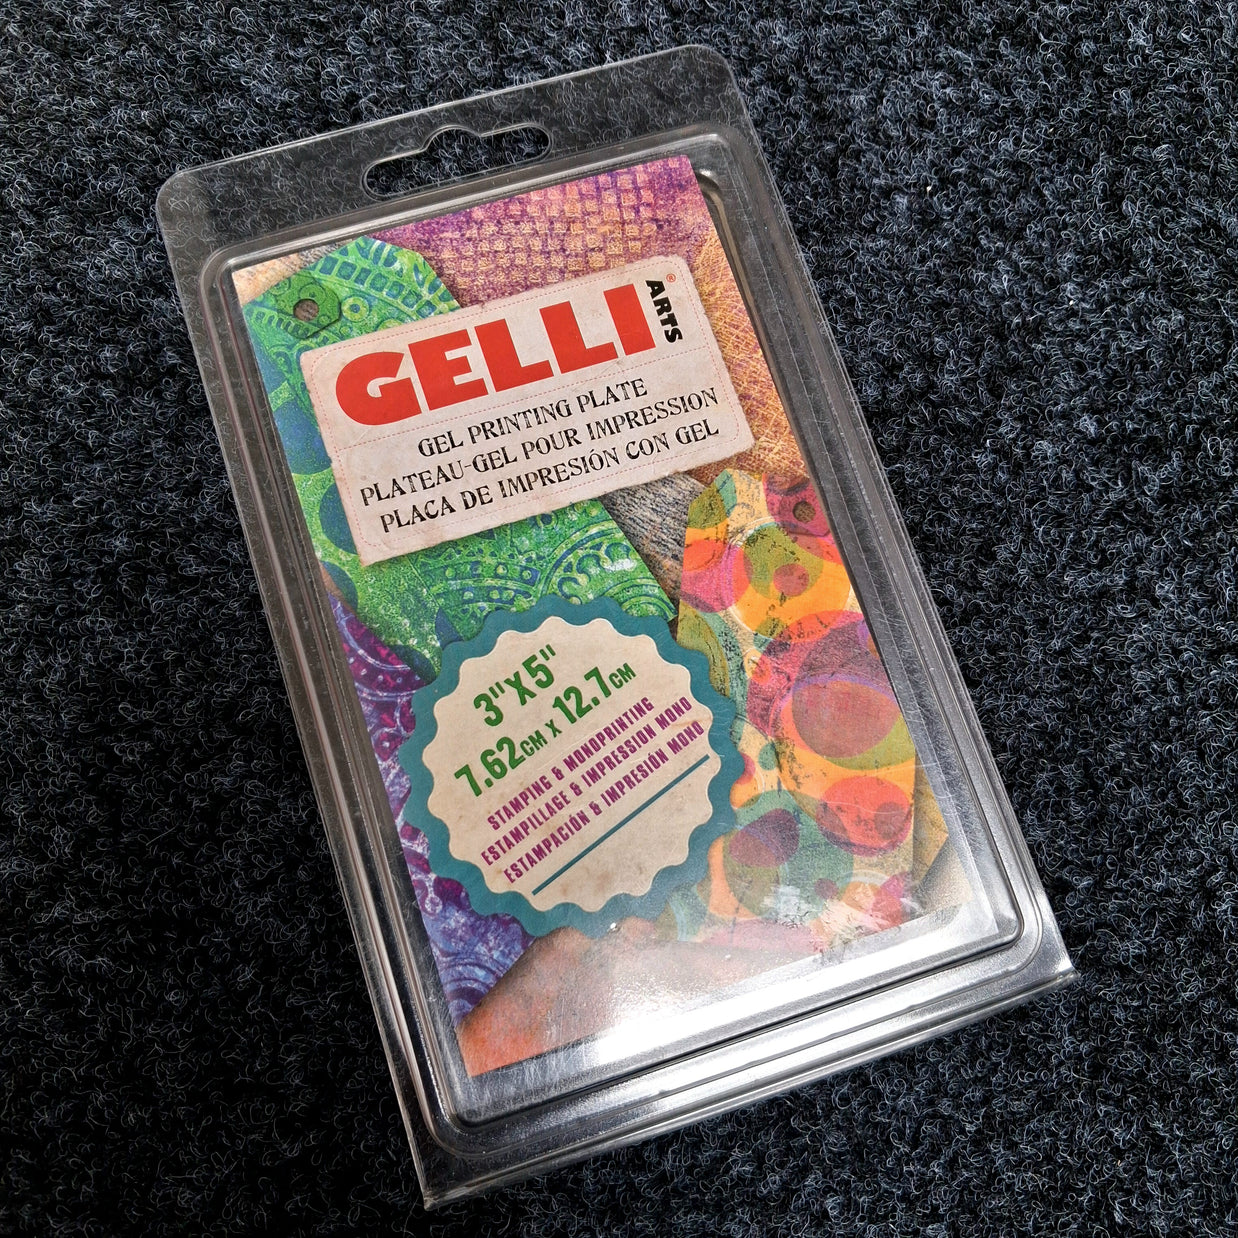 GELLI ARTS®
GEL PRINTING PLATE
PLATEAU-GEL POUR IMPRESSION
PLACA DE IMPRESIÓN CON GEL
3"X5"
7.62CM X 12.7CM
STAMPING & MONOPRINTING
ESTAMPILLAGE & IMPRESSION MONO
ESTAMPACIÓN & IMPRESIÓN MONO